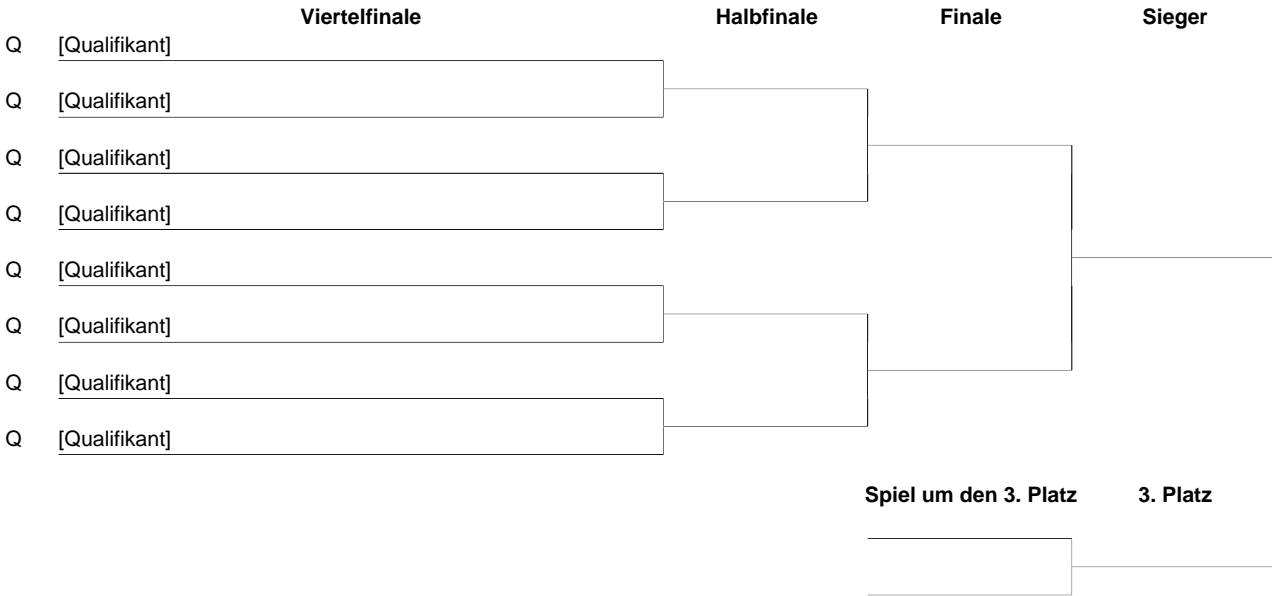 Viertelfinale Halbfinale Finale Sieger
Q [Qualifikant]
Q [Qualifikant]
Q [Qualifikant]
Q [Qualifikant]
Q [Qualifikant]
Q [Qualifikant]
Q [Qualifikant]
Q [Qualifikant]
Spiel um den 3. Platz 3. Platz